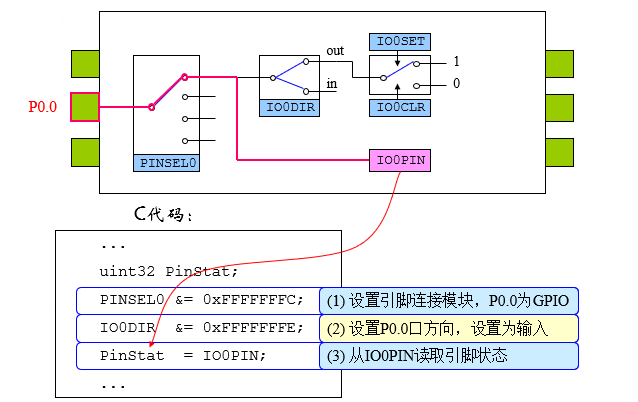 out
IO0SET
1
0
in
P0.0
IO0DIR
IO0CLR
PINSEL0
IO0PIN
C代码:
...
uint32 PinStat;
PINSEL0 &= 0xFFFFFFFC; (1) 设置引脚连接模块，P0.0为GPIO
IO0DIR &= 0xFFFFFFFE; (2) 设置P0.0口方向，设置为输入
PinStat = IO0PIN; (3) 从IO0PIN读取引脚状态
...